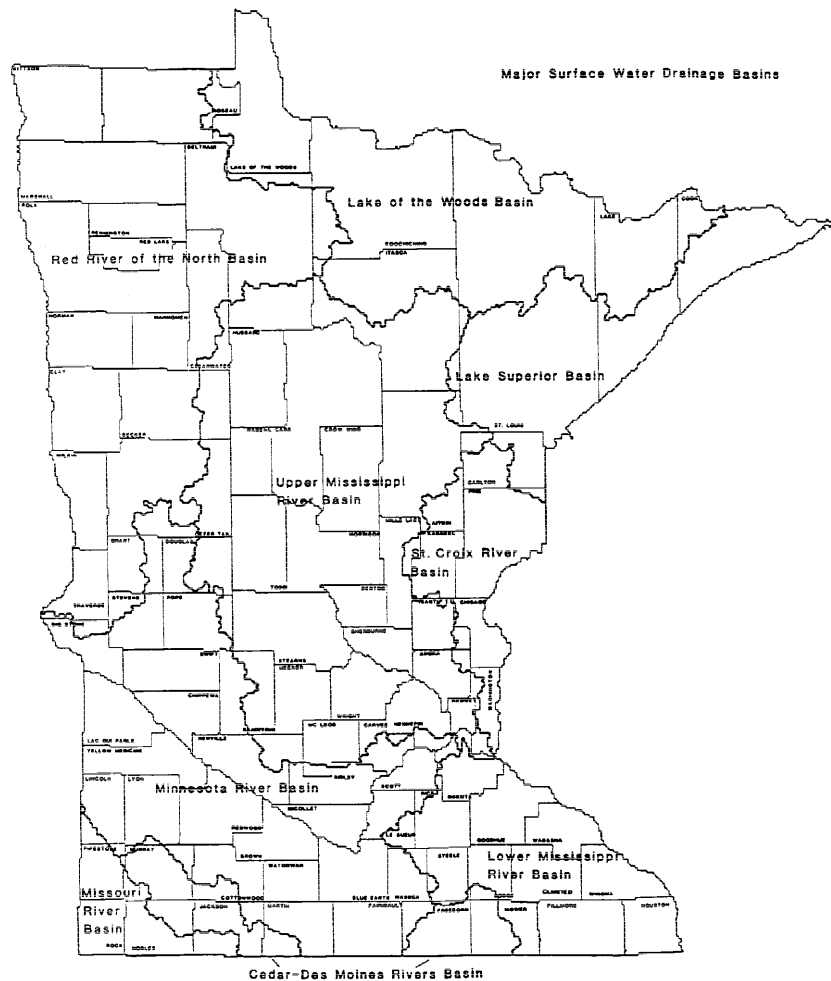 Major Surface Water Drainage Basins
KITTSON
ROSEAU
BELTRAMI
LAKE OF THE WOODS
MARSHALL
POLK
Lake of the Woods Basin
LAKE
COOK
PENNINGTON
RED LAKE
KOOCHICHING
ITASCA
Red River of the North Basin
NORMAN
MAHNOMEN
HUBBARD
CLAY
CLEARWATER
Lake Superior Basin
BECKER
WADENA CASS
CROW WING
ST. LOUIS
WILKIN
CARLTON
PINE
Upper Mississippi
River Basin
MILLE LACS
AITKIN
KANABEC
GRANT
DOUGLAS
OTTER TAIL
MORRISON
St. Croix River
Basin
TODD
BENTON
TRAVERSE
STEVENS
POPE
ISANTI
CHISAGO
BIG STONE
SHERBURNE
SWIFT
STEARNS
MEEKER
ANOKA
WASHINGTON
CHIPPEWA
RAMSEY
WRIGHT
KANDIYOHI
MC LEOD
CARVER
HENNEPIN
LAC QUI PARLE
YELLOW MEDICINE
RENVILLE
LINCOLN
LYON
SIBLEY
Minnesota River Basin
SCOTT
RICE
DAKOTA
NICOLLET
REDWOOD
LE SUEUR
GOODHUE
WABASHA
PIPESTONE
MURRAY
BROWN
WATONWAN
STEELE
Lower Mississippi
River Basin
Missouri
River
Basin
COTTONWOOD
BLUE EARTH
WASECA
DODGE
OLMSTED
WINONA
JACKSON
MARTIN
FARIBAULT
FREEBORN
MOWER
FILLMORE
HOUSTON
ROCK
NOBLES
Cedar-Des Moines Rivers Basin